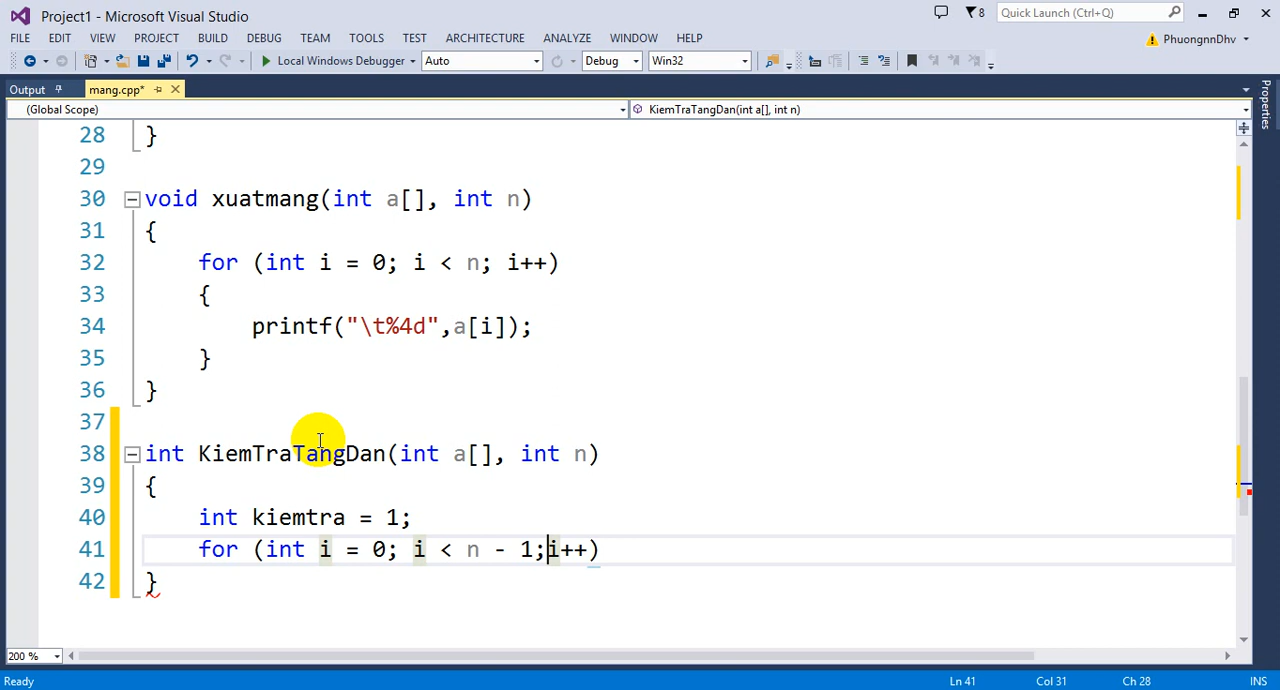 Project1 - Microsoft Visual Studio
8
Quick Launch (Ctrl+Q)
FILE EDIT VIEW PROJECT BUILD DEBUG TEAM TOOLS TEST ARCHITECTURE ANALYZE WINDOW HELP
PhuongnnDhv
Local Windows Debugger Auto Debug Win32
Output mang.cpp*
(Global Scope) KiemTraTangDan(int a[], int n)
Properties
28 }
29
30 void xuatmang(int a[], int n)
31 {
32 for (int i = 0; i < n; i++)
33 {
34 printf("\t%4d",a[i]);
35 }
36 }
37
38 int KiemTraTangDan(int a[], int n)
39 {
40 int kiemtra = 1;
41 for (int i = 0; i < n - 1;i++)
42 }
200 %
Ready Ln 41 Col 31 Ch 28 INS